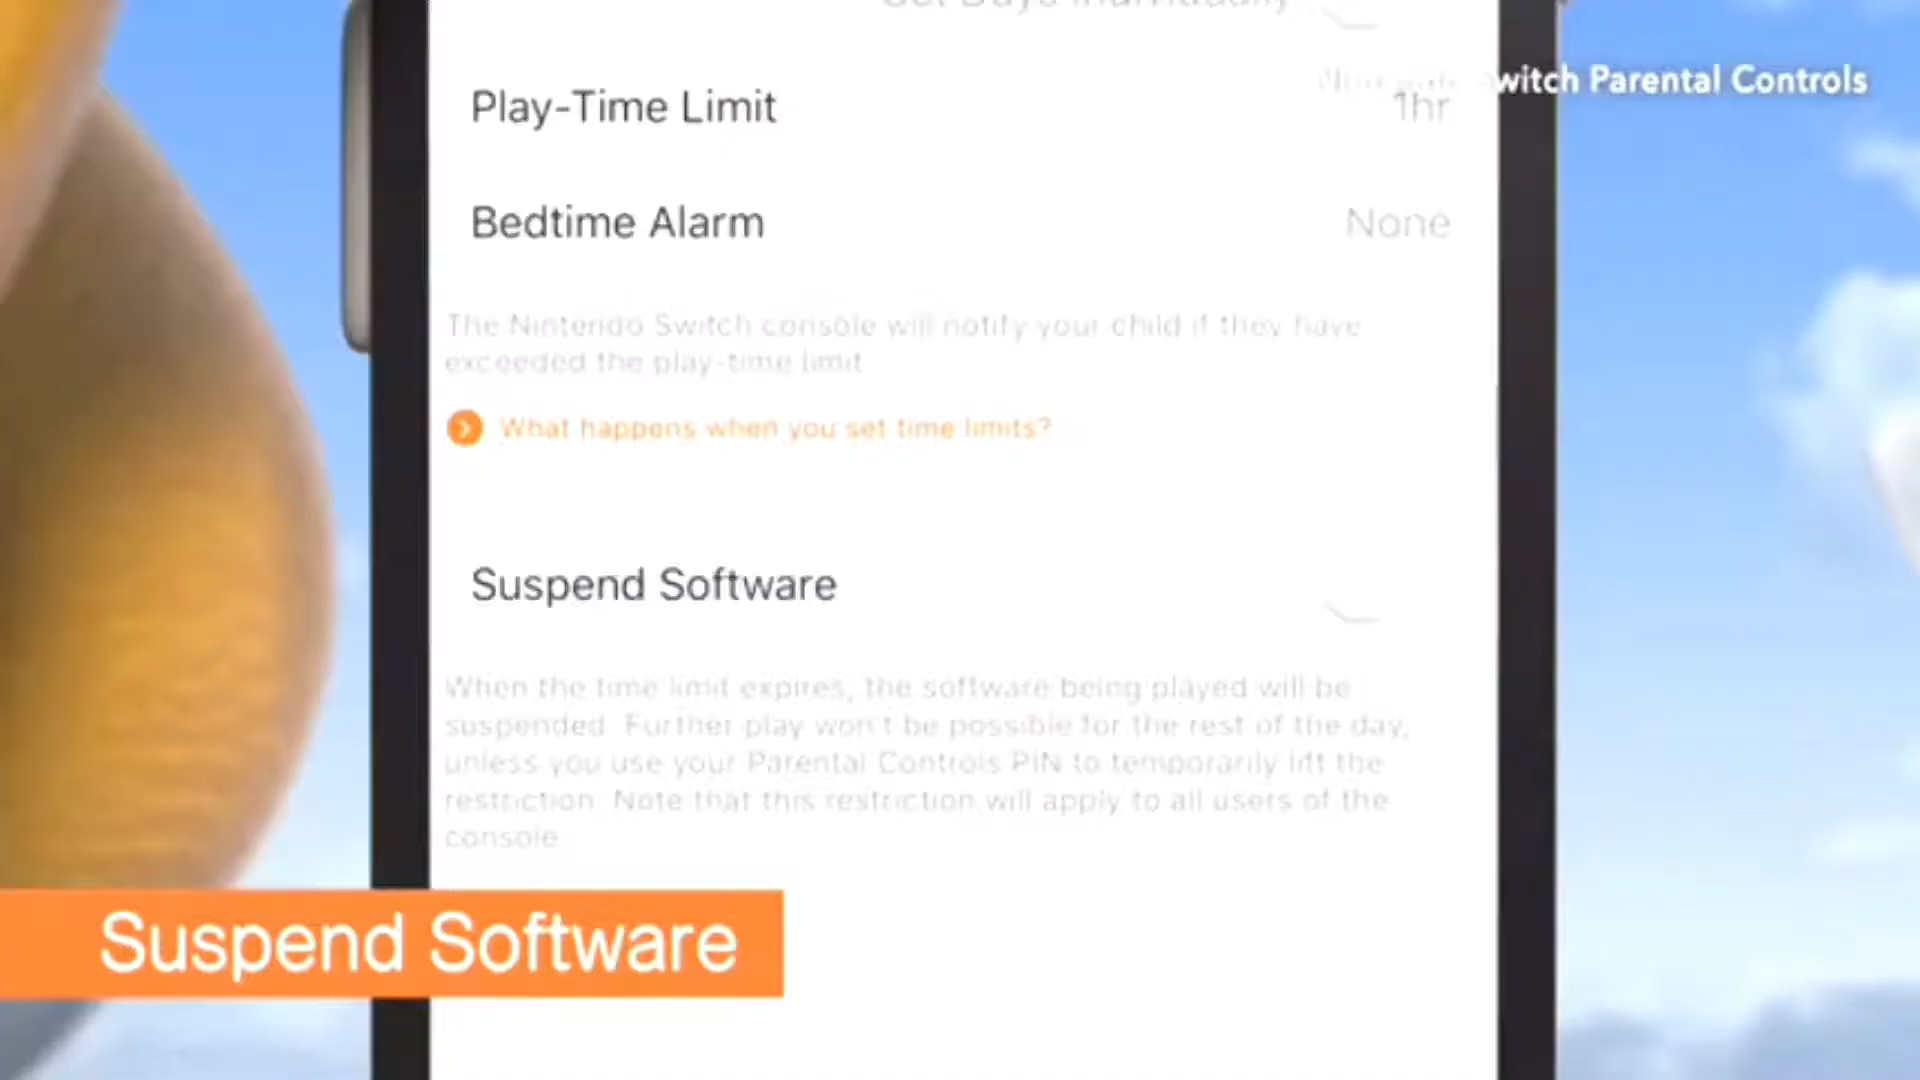 Set Days Individually
Switch Parental Controls
Play-Time Limit
1hr
Bedtime Alarm
None
The Nintendo Switch console will notify your child if they have
exceeded the play-time limit
What happens when you set time limits?
Suspend Software
When the time limit expires, the software being played will be
suspended. Further play won't be possible for the rest of the day,
unless you use your Parental Controls PIN to temporarily lift the
restriction. Note that this restriction will apply to all users of the
console
Suspend Software